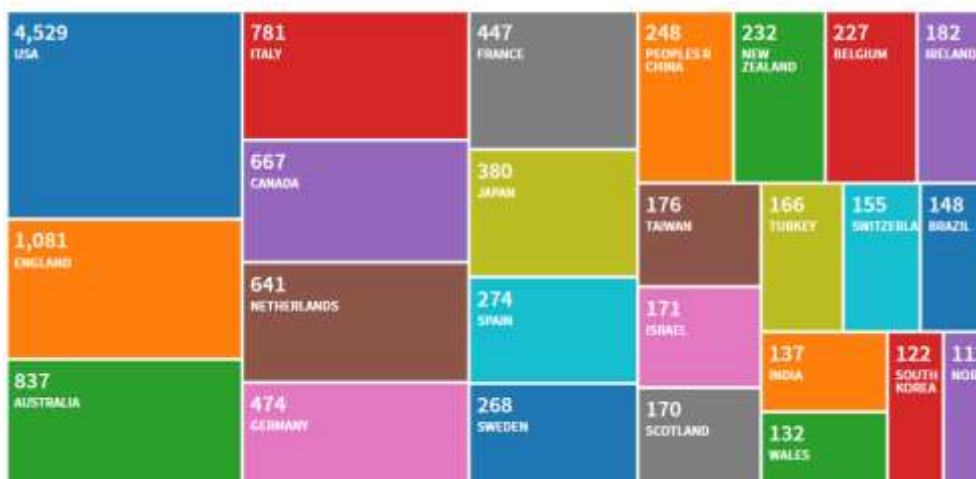 4,529
USA
1,081
ENGLAND
837
AUSTRALIA
781
ITALY
667
CANADA
641
NETHERLANDS
474
GERMANY
447
FRANCE
380
JAPAN
274
SPAIN
268
SWEDEN
248
PEOPLES R
CHINA
232
NEW
ZEALAND
227
BELGIUM
182
IRELAND
176
TAIWAN
171
ISRAEL
170
SCOTLAND
166
TURKEY
155
SWITZERLA
148
BRAZIL
137
INDIA
132
WALES
122
SOUTH
KOREA
11
NOR